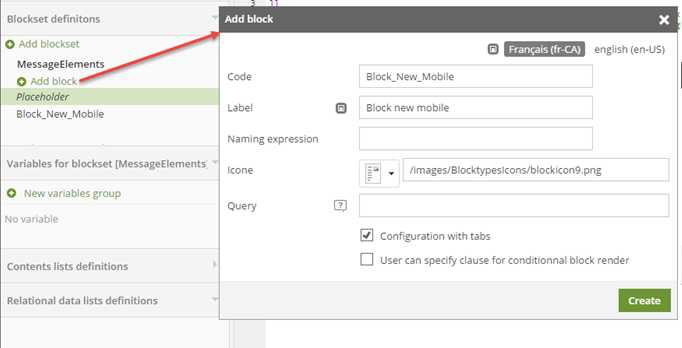 Blockset definitons
Add blockset
MessageElements
Add block
Placeholder
Block_New_Mobile
Variables for blockset [MessageElements]
New variables group
No variable
Contents lists definitions
Relational data lists definitions
3 11
Add block
Français (fr-CA) english (en-US)
Code Block_New_Mobile
Label Block new mobile
Naming expression
Icone /images/BlocktypesIcons/blockicon9.png
Query ?
Configuration with tabs
User can specify clause for conditionnal block render
Create